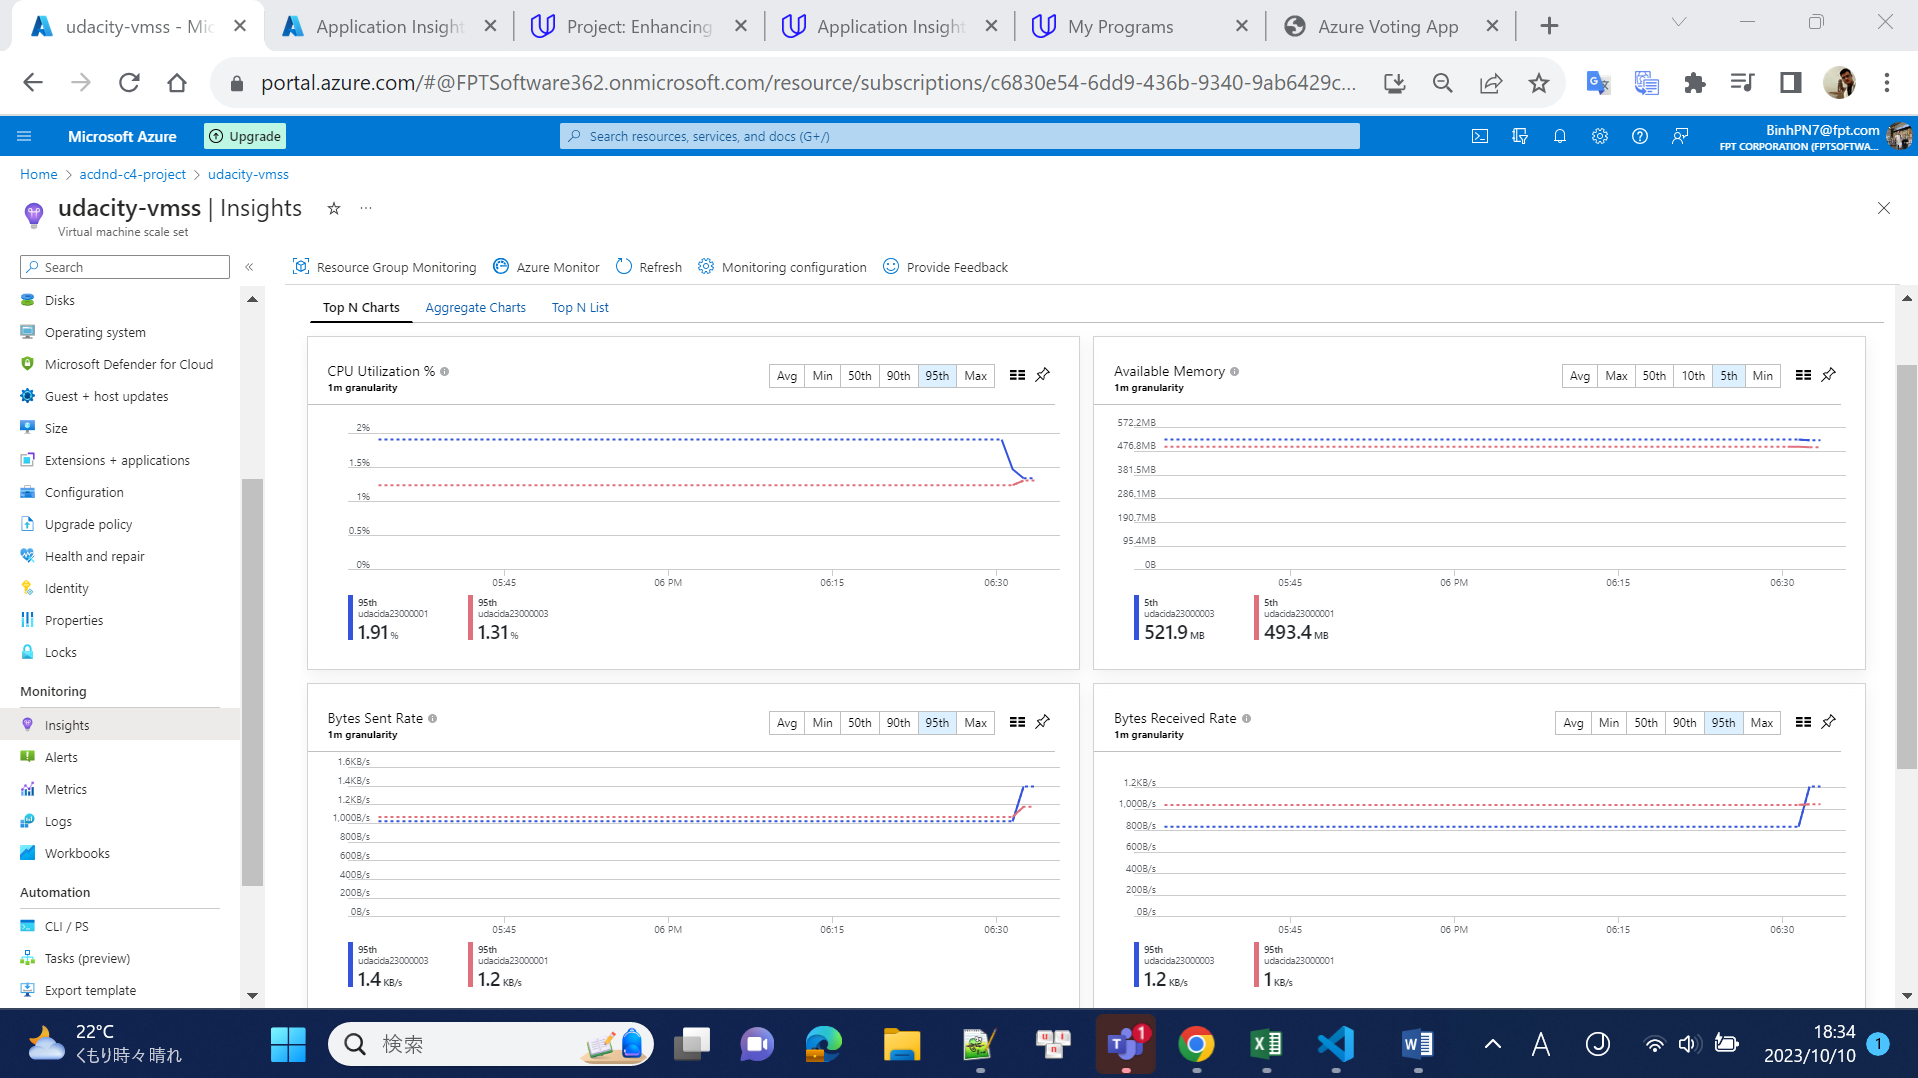 udacity-vmss - Mic
Application Insight
Project: Enhancing
Application Insight
My Programs
Azure Voting App
portal.azure.com/#@FPTSoftware362.onmicrosoft.com/resource/subscriptions/c6830e54-6dd9-436b-9340-9ab6429c...
Microsoft Azure
Upgrade
Search resources, services, and docs (G+/)
BinhPN7@fpt.com
FPT CORPORATION (FPTSOFTWA...
Home > acdnd-c4-project > udacity-vmss
udacity-vmss | Insights
Virtual machine scale set
Search
Disks
Operating system
Microsoft Defender for Cloud
Guest + host updates
Size
Extensions + applications
Configuration
Upgrade policy
Health and repair
Identity
Properties
Locks
Monitoring
Insights
Alerts
Metrics
Logs
Workbooks
Automation
CLI / PS
Tasks (preview)
Export template
Resource Group Monitoring
Azure Monitor
Refresh
Monitoring configuration
Provide Feedback
Top N Charts
Aggregate Charts
Top N List
CPU Utilization %
1m granularity
Avg Min 50th 90th 95th Max
2%
1.5%
1%
0.5%
0%
05:45 06 PM 06:15 06:30
95th
udacida23000001
1.91 %
95th
udacida23000003
1.31 %
Available Memory
1m granularity
Avg Max 50th 10th 5th Min
572.2MB
476.8MB
381.5MB
286.1MB
190.7MB
95.4MB
0B
05:45 06 PM 06:15 06:30
5th
udacida23000003
521.9 MB
5th
udacida23000001
493.4 MB
Bytes Sent Rate
1m granularity
Avg Min 50th 90th 95th Max
1.6KB/s
1.4KB/s
1.2KB/s
1,000B/s
800B/s
600B/s
400B/s
200B/s
0B/s
05:45 06 PM 06:15 06:30
95th
udacida23000003
1.4 KB/s
95th
udacida23000001
1.2 KB/s
Bytes Received Rate
1m granularity
Avg Min 50th 90th 95th Max
1.2KB/s
1,000B/s
800B/s
600B/s
400B/s
200B/s
0B/s
05:45 06 PM 06:15 06:30
95th
udacida23000003
1.2 KB/s
95th
udacida23000001
1 KB/s
22°C
くもり時々晴れ
検索
1
A
J
18:34
2023/10/10
1